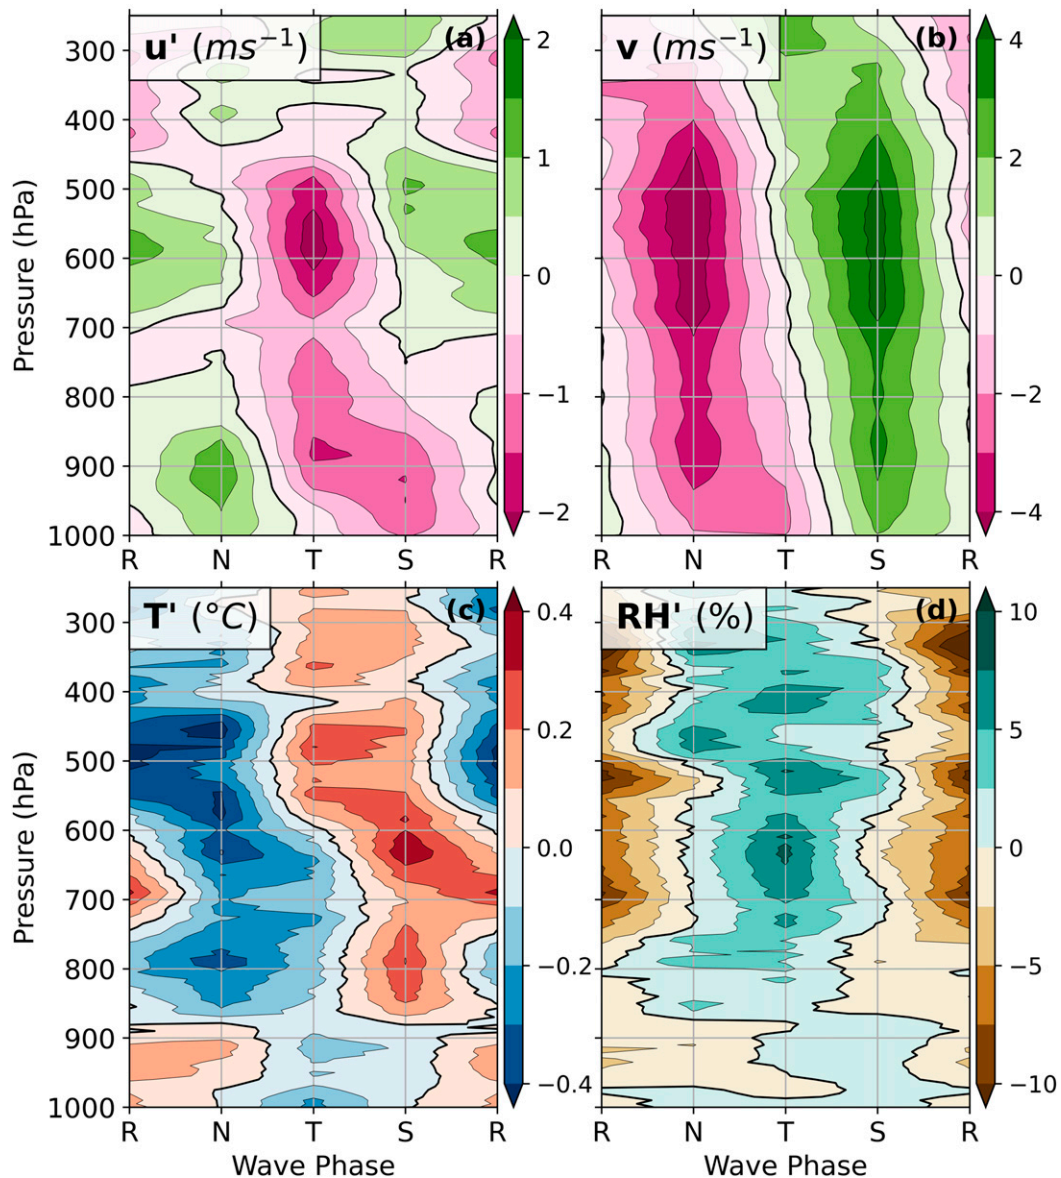 u' (ms⁻¹)
(a)
v (ms⁻¹)
(b)
300
400
500
600
700
800
900
1000
Pressure (hPa)
R N T S R
2
1
0
−1
−2
R N T S R
4
2
0
−2
−4
T' (°C)
(c)
RH' (%)
(d)
300
400
500
600
700
800
900
1000
Pressure (hPa)
R N T S R
Wave Phase
0.4
0.2
0.0
−0.2
−0.4
R N T S R
Wave Phase
10
5
0
−5
−10